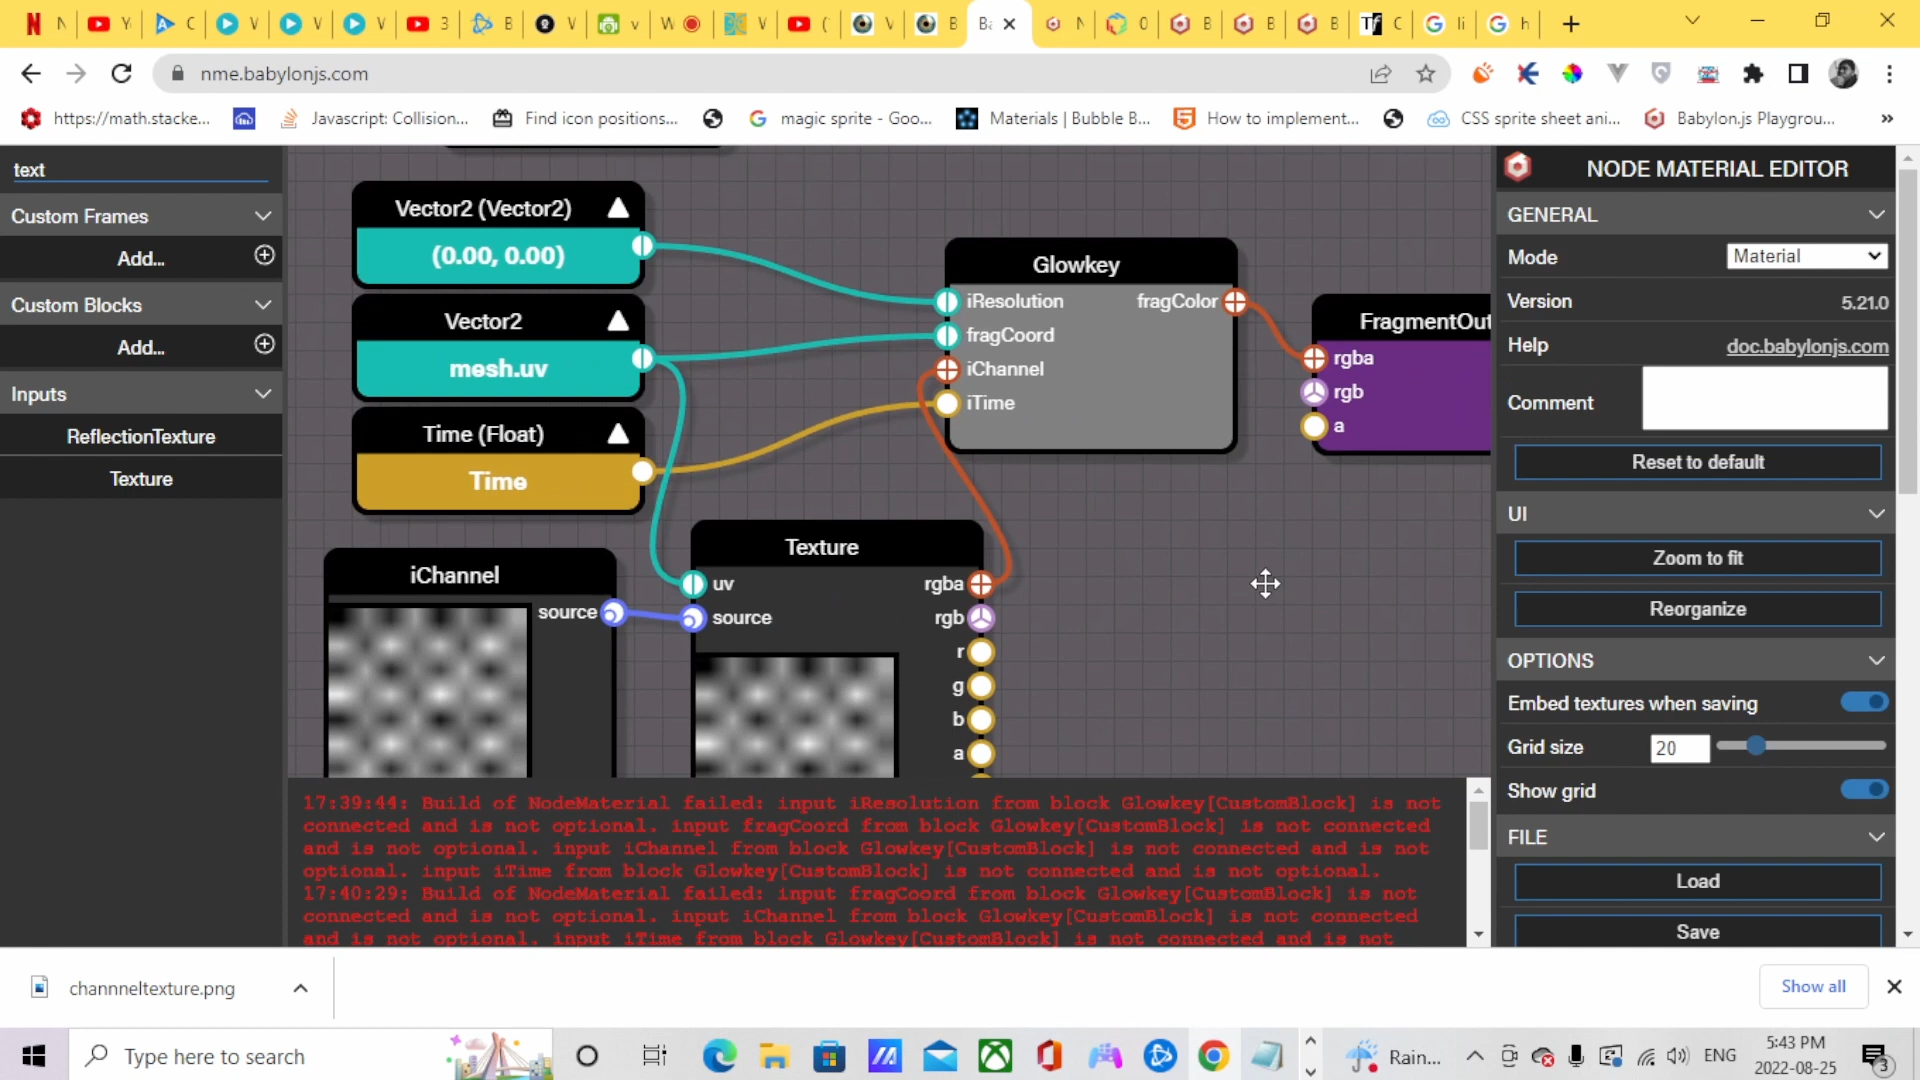 nme.babylonjs.com
https://math.stacke...
Javascript: Collision...
Find icon positions...
magic sprite - Goo...
Materials | Bubble B...
How to implement...
CSS sprite sheet ani...
Babylon.js Playgrou...
»
text
Custom Frames
Add...
Custom Blocks
Add...
Inputs
ReflectionTexture
Texture
Vector2 (Vector2)
(0.00, 0.00)
Vector2
mesh.uv
Time (Float)
Time
iChannel
source
Texture
uv
source
rgba
rgb
r
g
b
a
Glowkey
iResolution
fragColor
fragCoord
iChannel
iTime
FragmentOut
rgba
rgb
a
17:39:44: Build of NodeMaterial failed: input iResolution from block Glowkey[CustomBlock] is not
connected and is not optional. input fragCoord from block Glowkey[CustomBlock] is not connected
and is not optional. input iChannel from block Glowkey[CustomBlock] is not connected and is not
optional. input iTime from block Glowkey[CustomBlock] is not connected and is not optional.
17:40:29: Build of NodeMaterial failed: input fragCoord from block Glowkey[CustomBlock] is not
connected and is not optional. input iChannel from block Glowkey[CustomBlock] is not connected
and is not optional. input iTime from block Glowkey[CustomBlock] is not connected and is not
NODE MATERIAL EDITOR
GENERAL
Mode Material
Version 5.21.0
Help doc.babylonjs.com
Comment
Reset to default
UI
Zoom to fit
Reorganize
OPTIONS
Embed textures when saving
Grid size 20
Show grid
FILE
Load
Save
channneltexture.png
Show all
Type here to search
Rain...
ENG
5:43 PM
2022-08-25
3